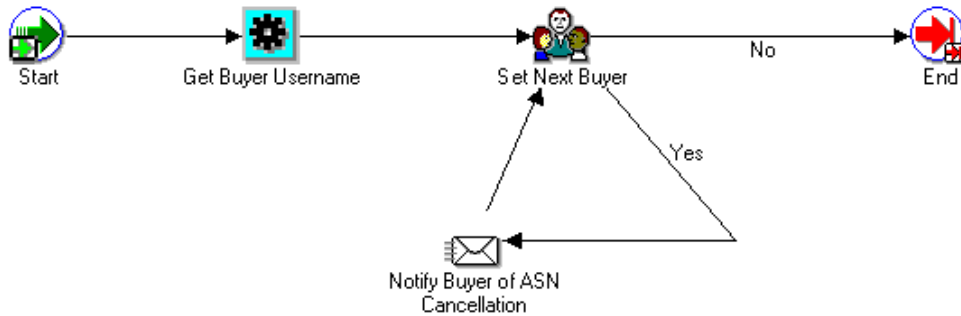 Start
Get Buyer Username
Set Next Buyer
No
End
Yes
Notify Buyer of ASN
Cancellation